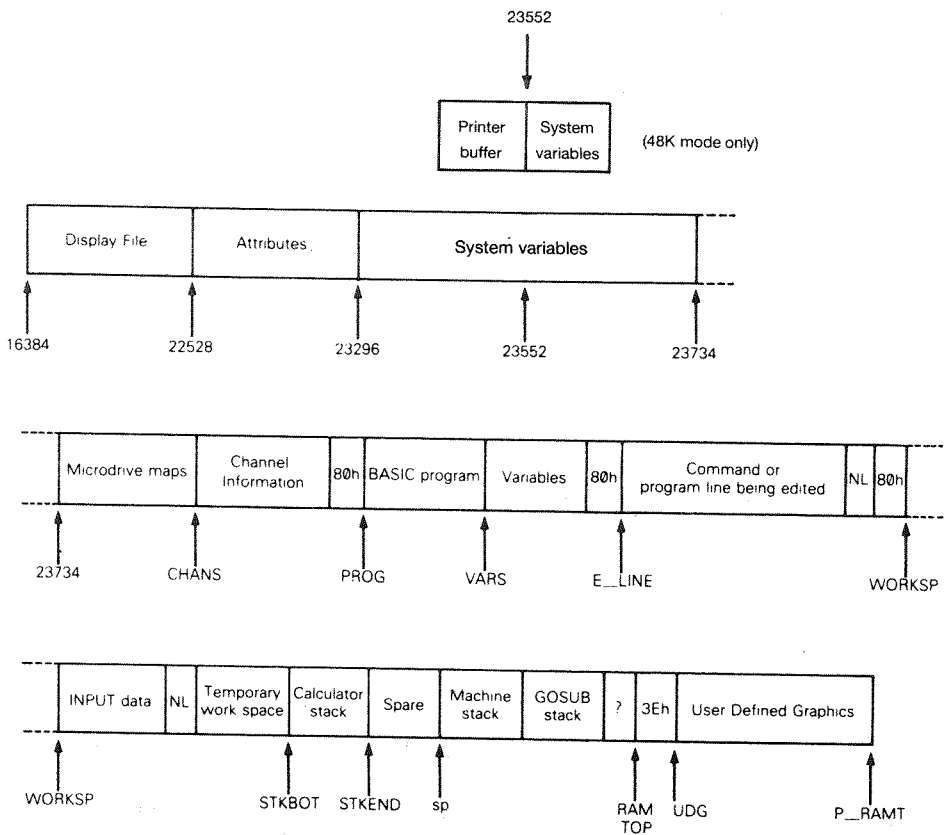 23552
Printer buffer
System variables
(48K mode only)
Display File
Attributes
System variables
16384
22528
23296
23552
23734
Microdrive maps
Channel Information
80h
BASIC program
Variables
80h
Command or program line being edited
NL
80h
23734
CHANS
PROG
VARS
E__LINE
WORKSP
INPUT data
NL
Temporary work space
Calculator stack
Spare
Machine stack
GOSUB stack
?
3Eh
User Defined Graphics
WORKSP
STKBOT
STKEND
sp
RAM TOP
UDG
P__RAMT